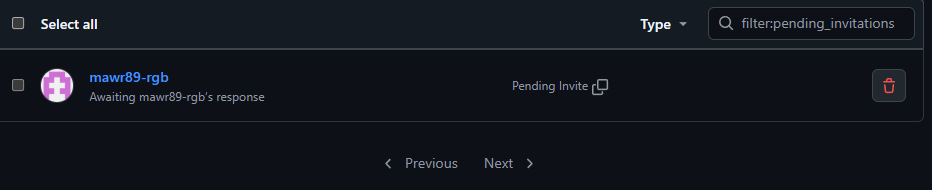 Select all
Type
filter:pending_invitations
mawr89-rgb
Awaiting mawr89-rgb's response
Pending Invite
Previous
Next